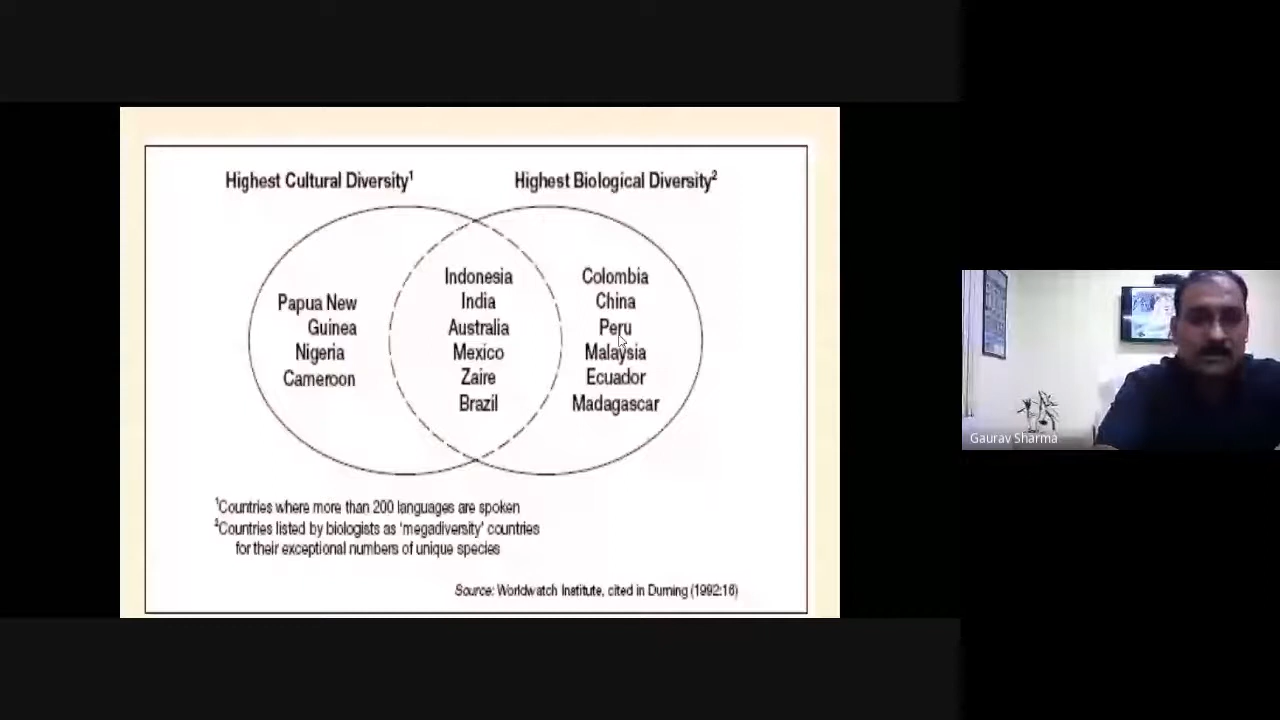 Highest Cultural Diversity¹
Highest Biological Diversity²
Papua New
Guinea
Nigeria
Cameroon
Indonesia
India
Australia
Mexico
Zaire
Brazil
Colombia
China
Peru
Malaysia
Ecuador
Madagascar
¹Countries where more than 200 languages are spoken
²Countries listed by biologists as 'megadiversity' countries
for their exceptional numbers of unique species
Source: Worldwatch Institute, cited in Durning (1992:16)
Gaurav Sharma